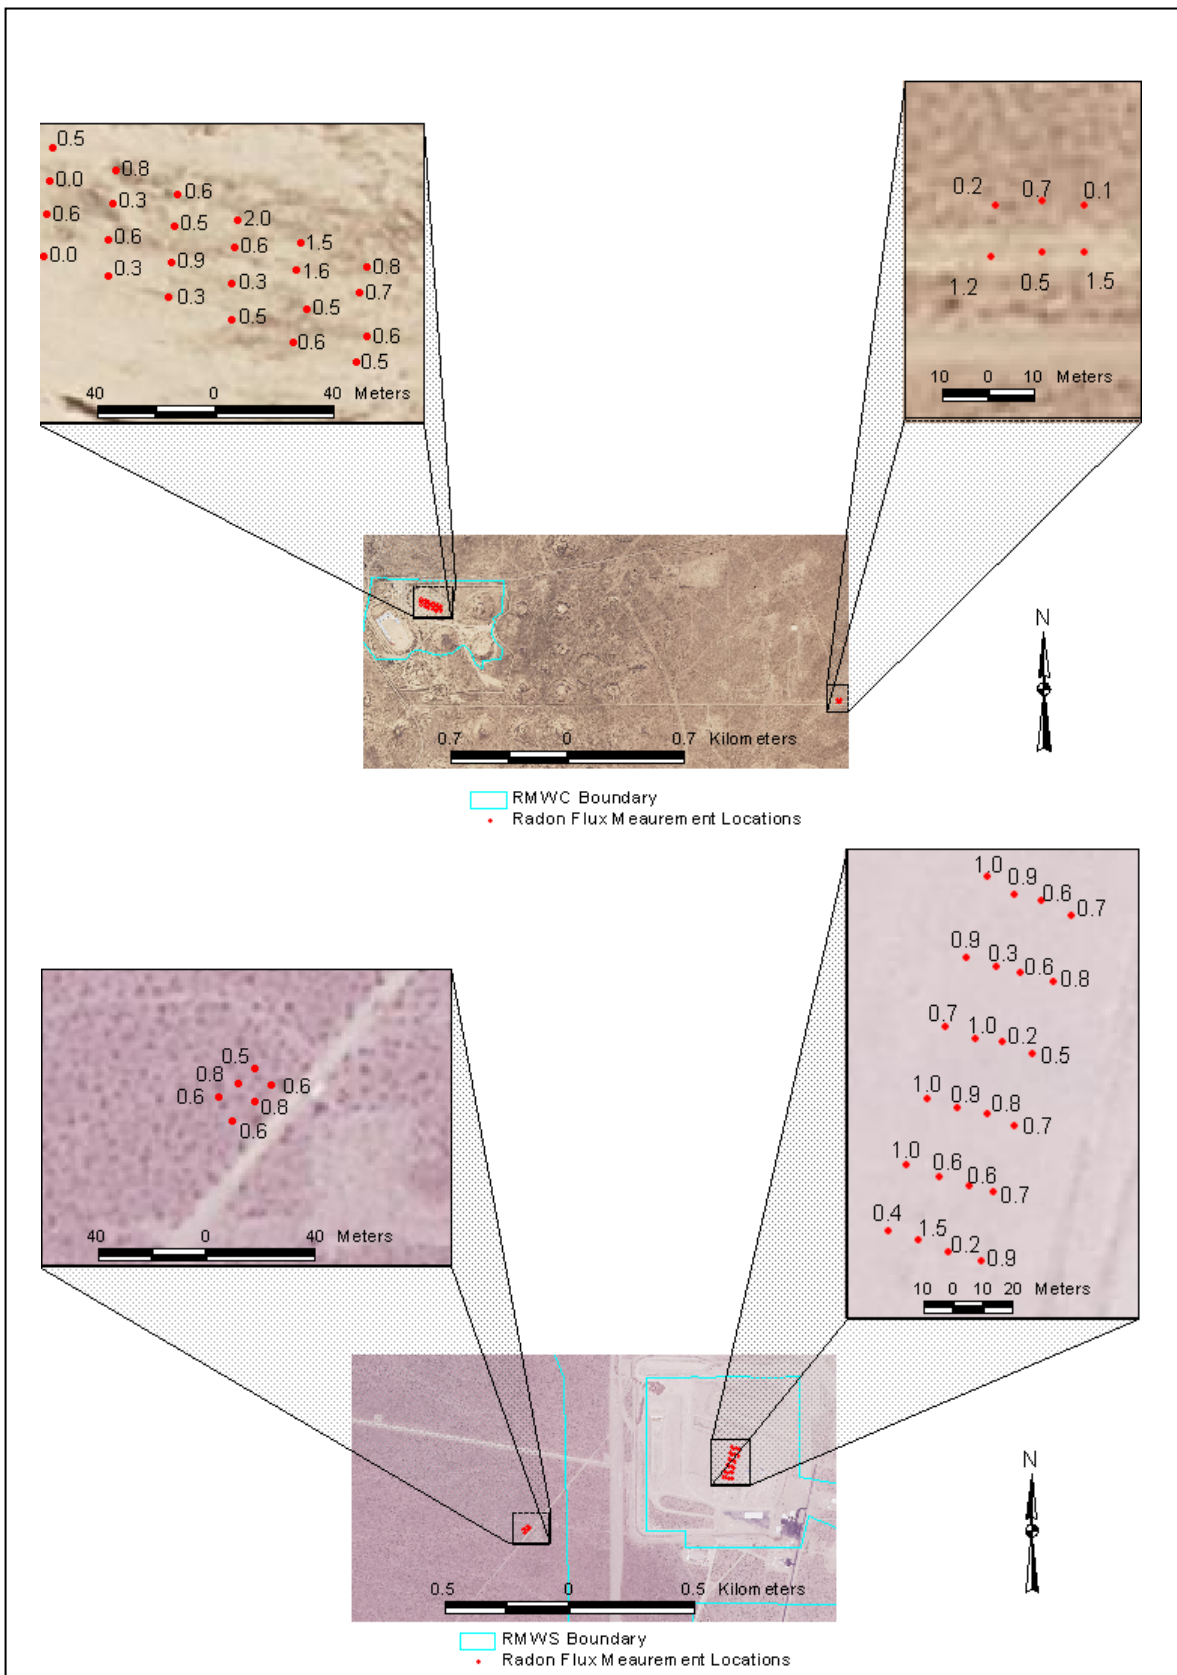 0.5
0.0
0.8
0.6
0.3
0.6
0.0
0.6
0.5
2.0
0.3
0.9
0.6
1.5
0.3
0.3
1.6
0.8
0.5
0.5
0.7
0.6
0.6
0.5
40 0 40 Meters
0.2 0.7 0.1
1.2 0.5 1.5
10 0 10 Meters
N
0.7 0 0.7 Kilometers
RMWC Boundary
Radon Flux Meaurement Locations
1.0 0.9 0.6 0.7
0.9 0.3 0.6 0.8
0.7 1.0 0.2 0.5
1.0 0.9 0.8 0.7
1.0 0.6 0.6 0.7
0.4 1.5 0.2 0.9
10 0 10 20 Meters
0.5
0.8 0.6
0.6 0.8
0.6
40 0 40 Meters
N
0.5 0 0.5 Kilometers
RMWS Boundary
Radon Flux Meaurement Locations